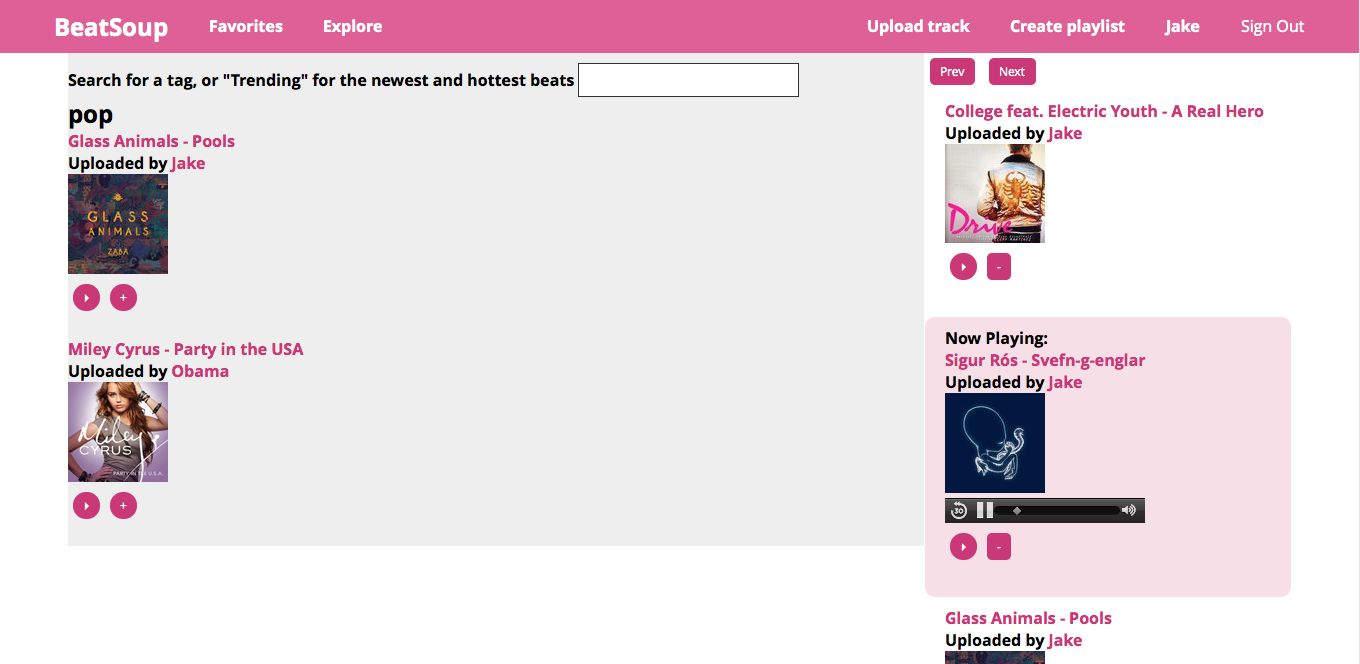 BeatSoup Favorites Explore Upload track Create playlist Jake Sign Out
Search for a tag, or "Trending" for the newest and hottest beats
pop
Glass Animals - Pools
Uploaded by Jake
GLASS
ANIMALS
ZABA
+
Miley Cyrus - Party in the USA
Uploaded by Obama
Miley
CYRUS
PARTY IN THE U.S.A.
+
Prev Next
College feat. Electric Youth - A Real Hero
Uploaded by Jake
Drive
-
Now Playing:
Sigur Rós - Svefn-g-englar
Uploaded by Jake
30
-
Glass Animals - Pools
Uploaded by Jake